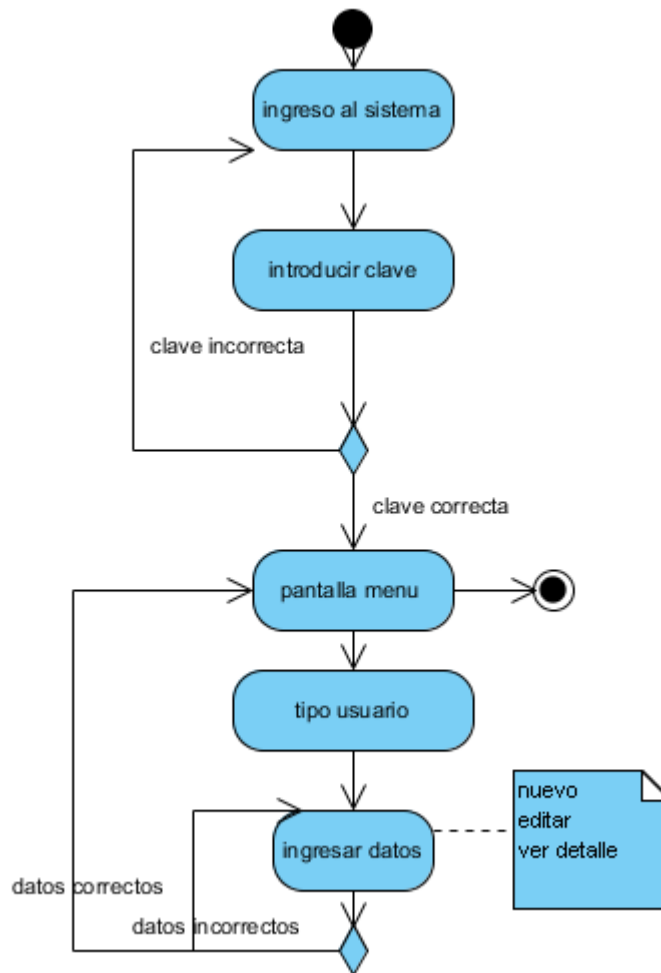 ingreso al sistema
introducir clave
clave incorrecta
clave correcta
pantalla menu
tipo usuario
nuevo
editar
ver detalle
ingresar datos
datos correctos
datos incorrectos